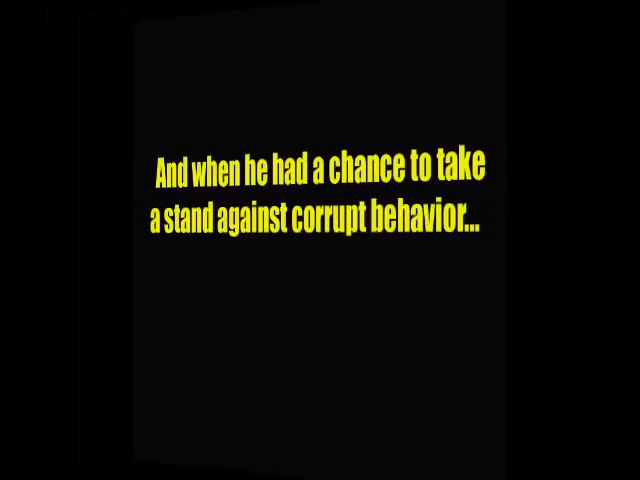 And when he had a chance to take
a stand against corrupt behavior...